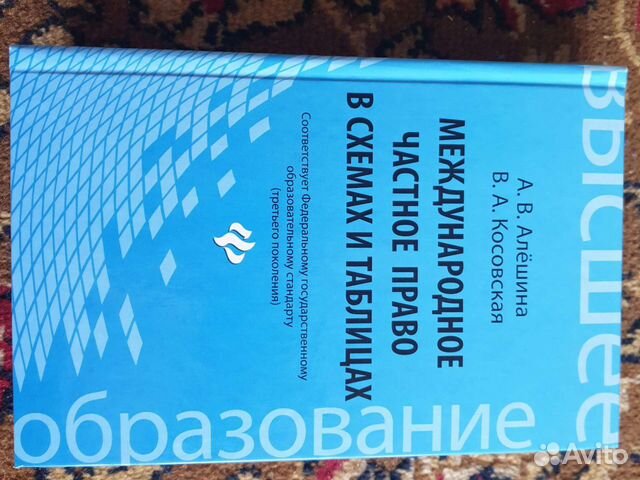 высшее
образование
А. В. Алёшина
В. А. Косовская
МЕЖДУНАРОДНОЕ
ЧАСТНОЕ ПРАВО
В СХЕМАХ И ТАБЛИЦАХ
Соответствует Федеральному государственному
образовательному стандарту
(третьего поколения)
Avito